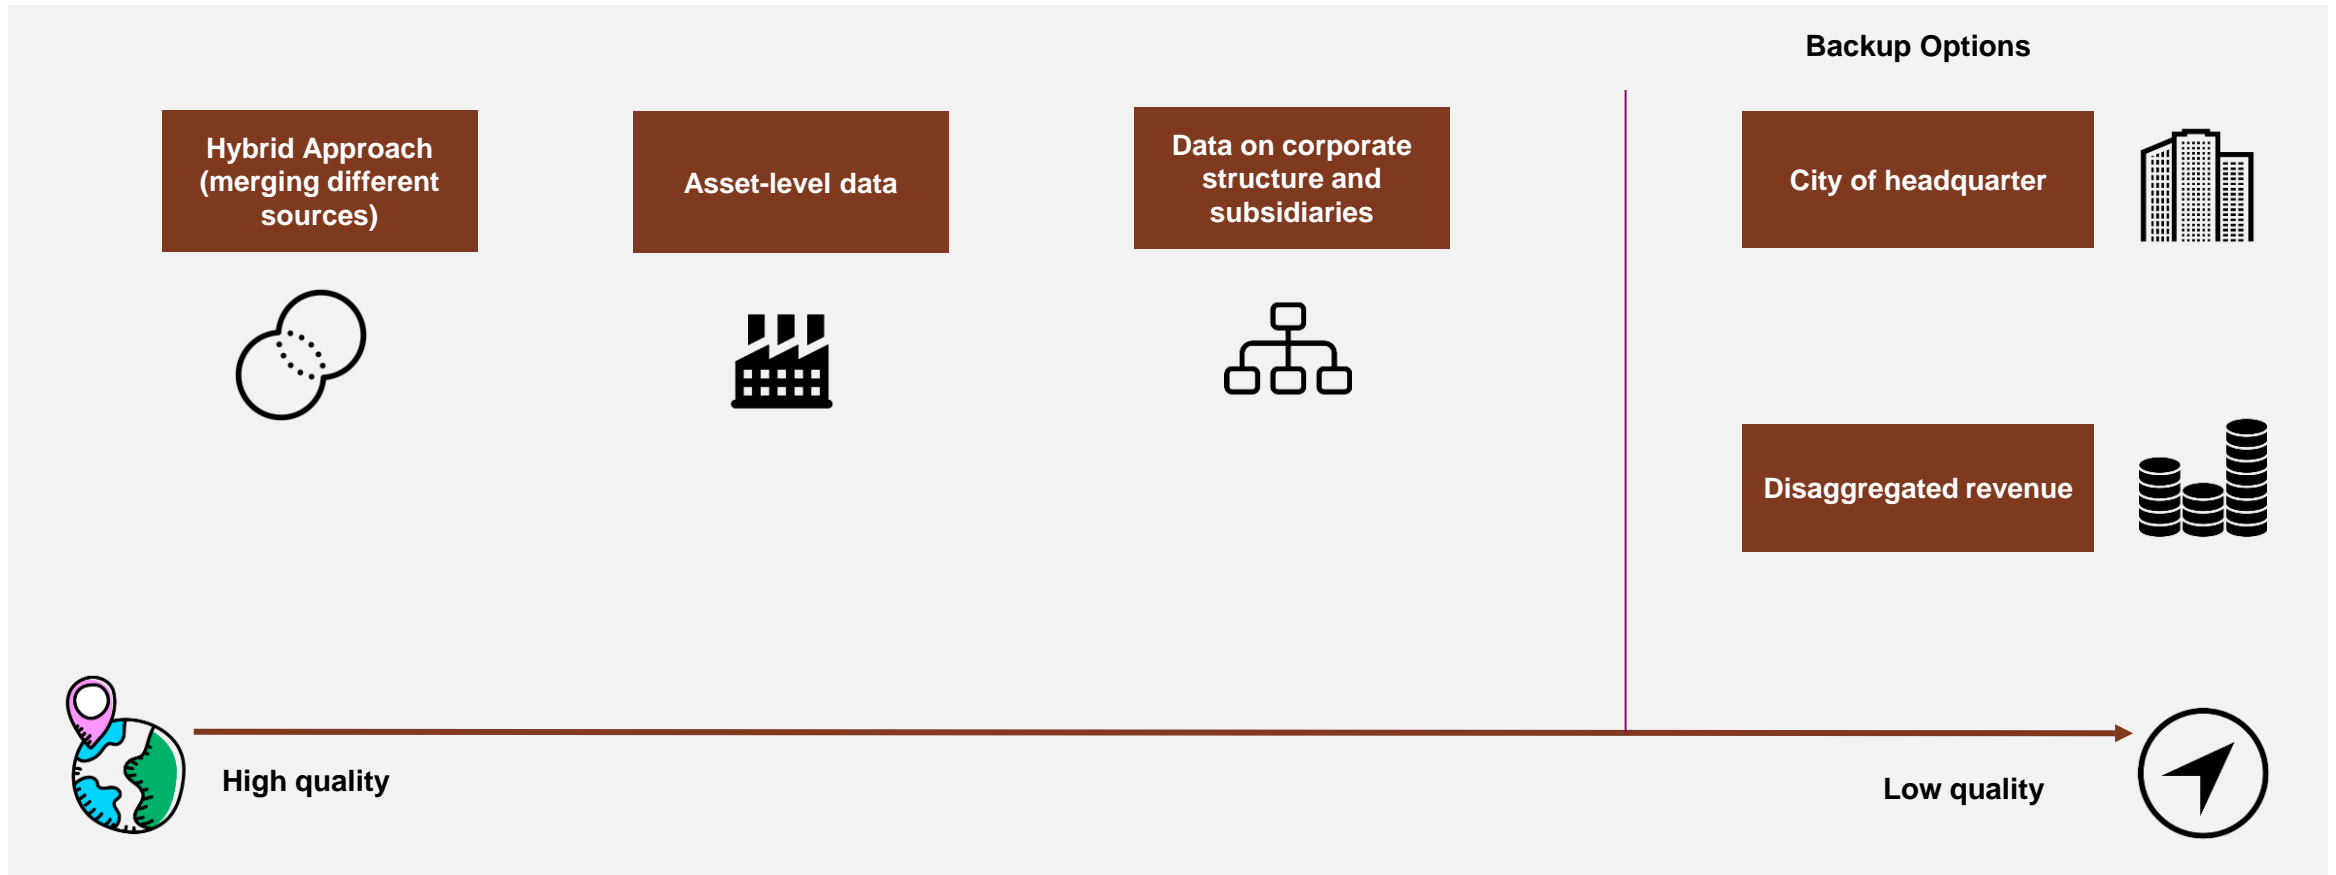 Backup Options
Hybrid Approach
(merging different
sources)
Asset-level data
Data on corporate
structure and
subsidiaries
City of headquarter
Disaggregated revenue
High quality
Low quality